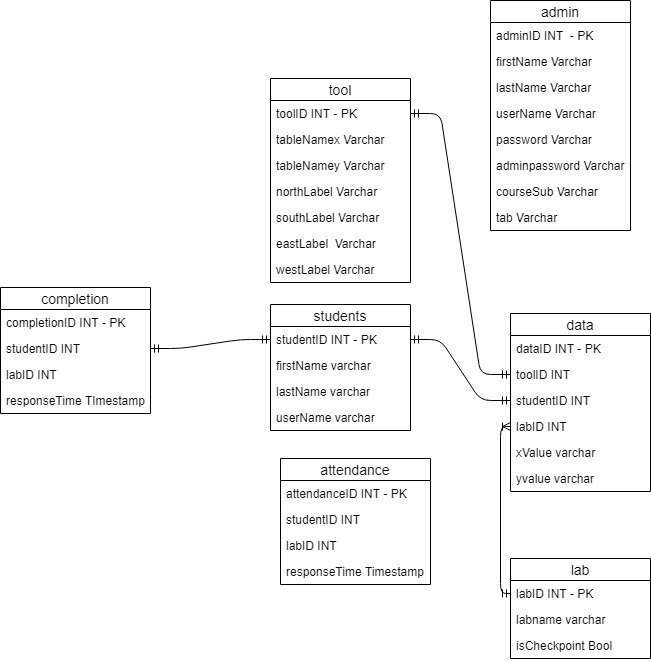 admin
adminID INT - PK
firstName Varchar
lastName Varchar
userName Varchar
password Varchar
adminpassword Varchar
courseSub Varchar
tab Varchar
tool
toolID INT - PK
tableNamex Varchar
tableNamey Varchar
northLabel Varchar
southLabel Varchar
eastLabel Varchar
westLabel Varchar
completion
completionID INT - PK
studentID INT
labID INT
responseTime TImestamp
students
studentID INT - PK
firstName varchar
lastName varchar
userName varchar
data
dataID INT - PK
toolID INT
studentID INT
labID INT
xValue varchar
yvalue varchar
attendance
attendanceID INT - PK
studentID INT
labID INT
responseTime Timestamp
lab
labID INT - PK
labname varchar
isCheckpoint Bool